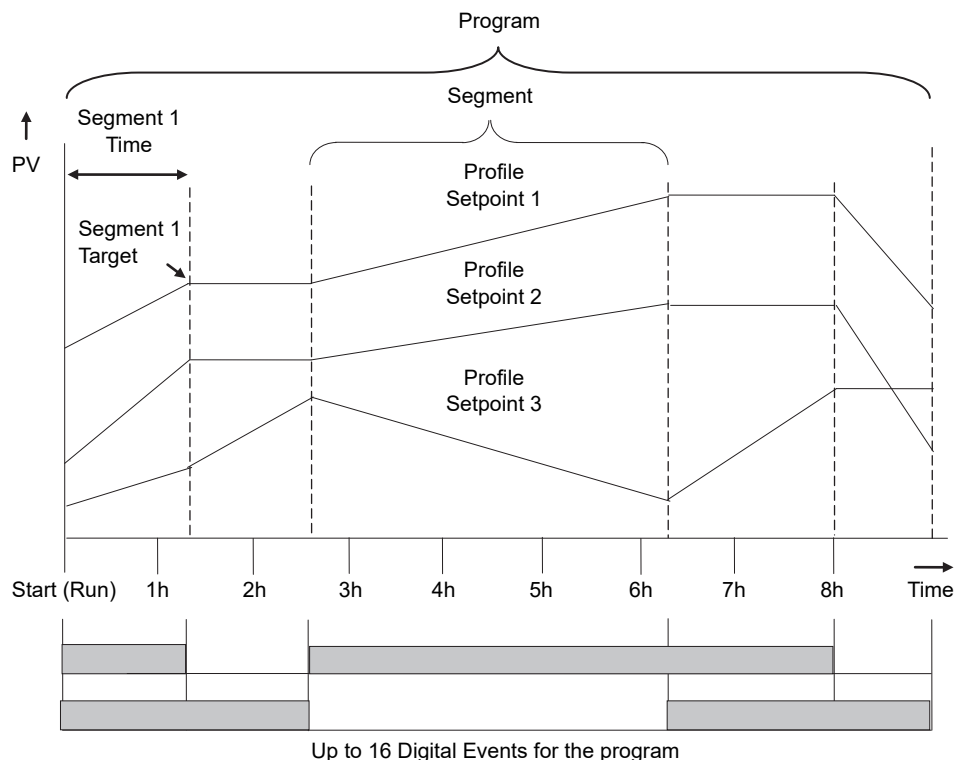 Program
Segment
Segment 1
Time
PV
Profile
Setpoint 1
Segment 1
Target
Profile
Setpoint 2
Profile
Setpoint 3
Start (Run) 1h 2h 3h 4h 5h 6h 7h 8h Time
Up to 16 Digital Events for the program